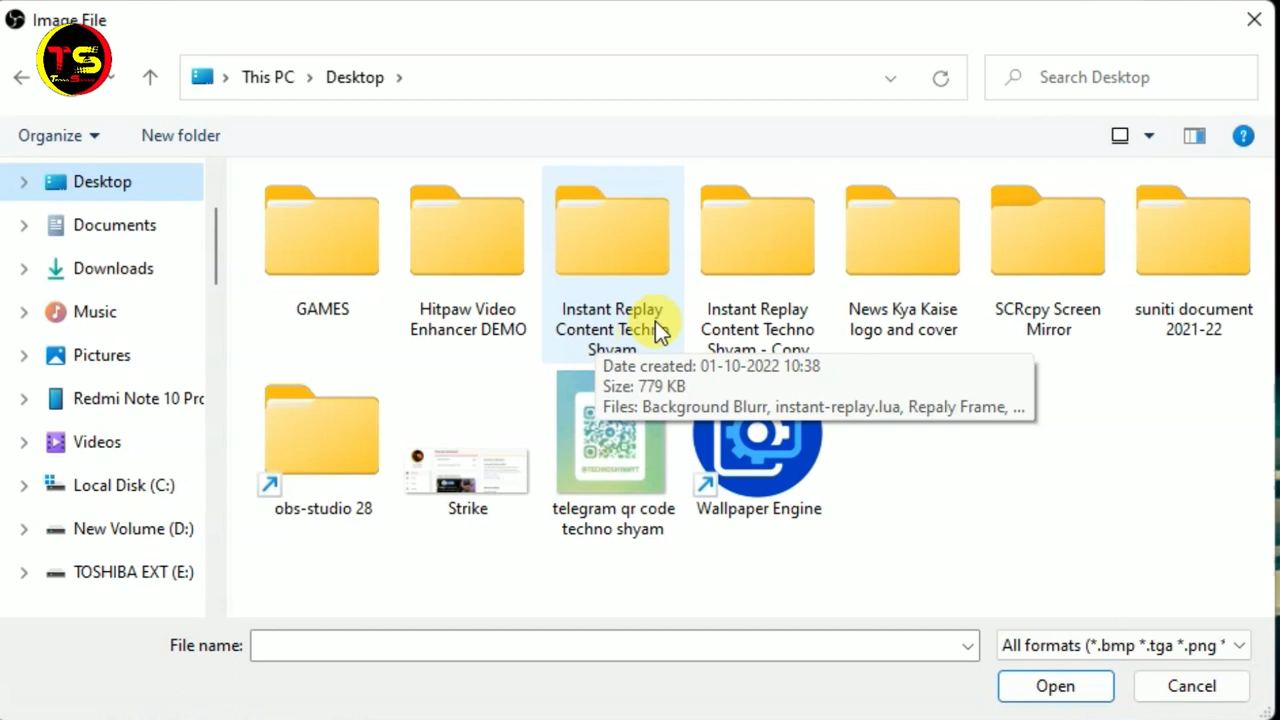 Image File
TS
This PC
Desktop
Search Desktop
Organize
New folder
Desktop
Documents
Downloads
Music
Pictures
Redmi Note 10 Pro
Videos
Local Disk (C:)
New Volume (D:)
TOSHIBA EXT (E:)
GAMES
Hitpaw Video
Enhancer DEMO
Instant Replay
Content Techno
Shyam
Instant Replay
Content Techno
Shyam - Copy
News Kya Kaise
logo and cover
SCRcpy Screen
Mirror
suniti document
2021-22
Date created: 01-10-2022 10:38
Size: 779 KB
Files: Background Blurr, instant-replay.lua, Repaly Frame, ...
@TECHNOSHYAMYT
obs-studio 28
Strike
telegram qr code
techno shyam
Wallpaper Engine
File name:
All formats (*.bmp *.tga *.png *
Open
Cancel